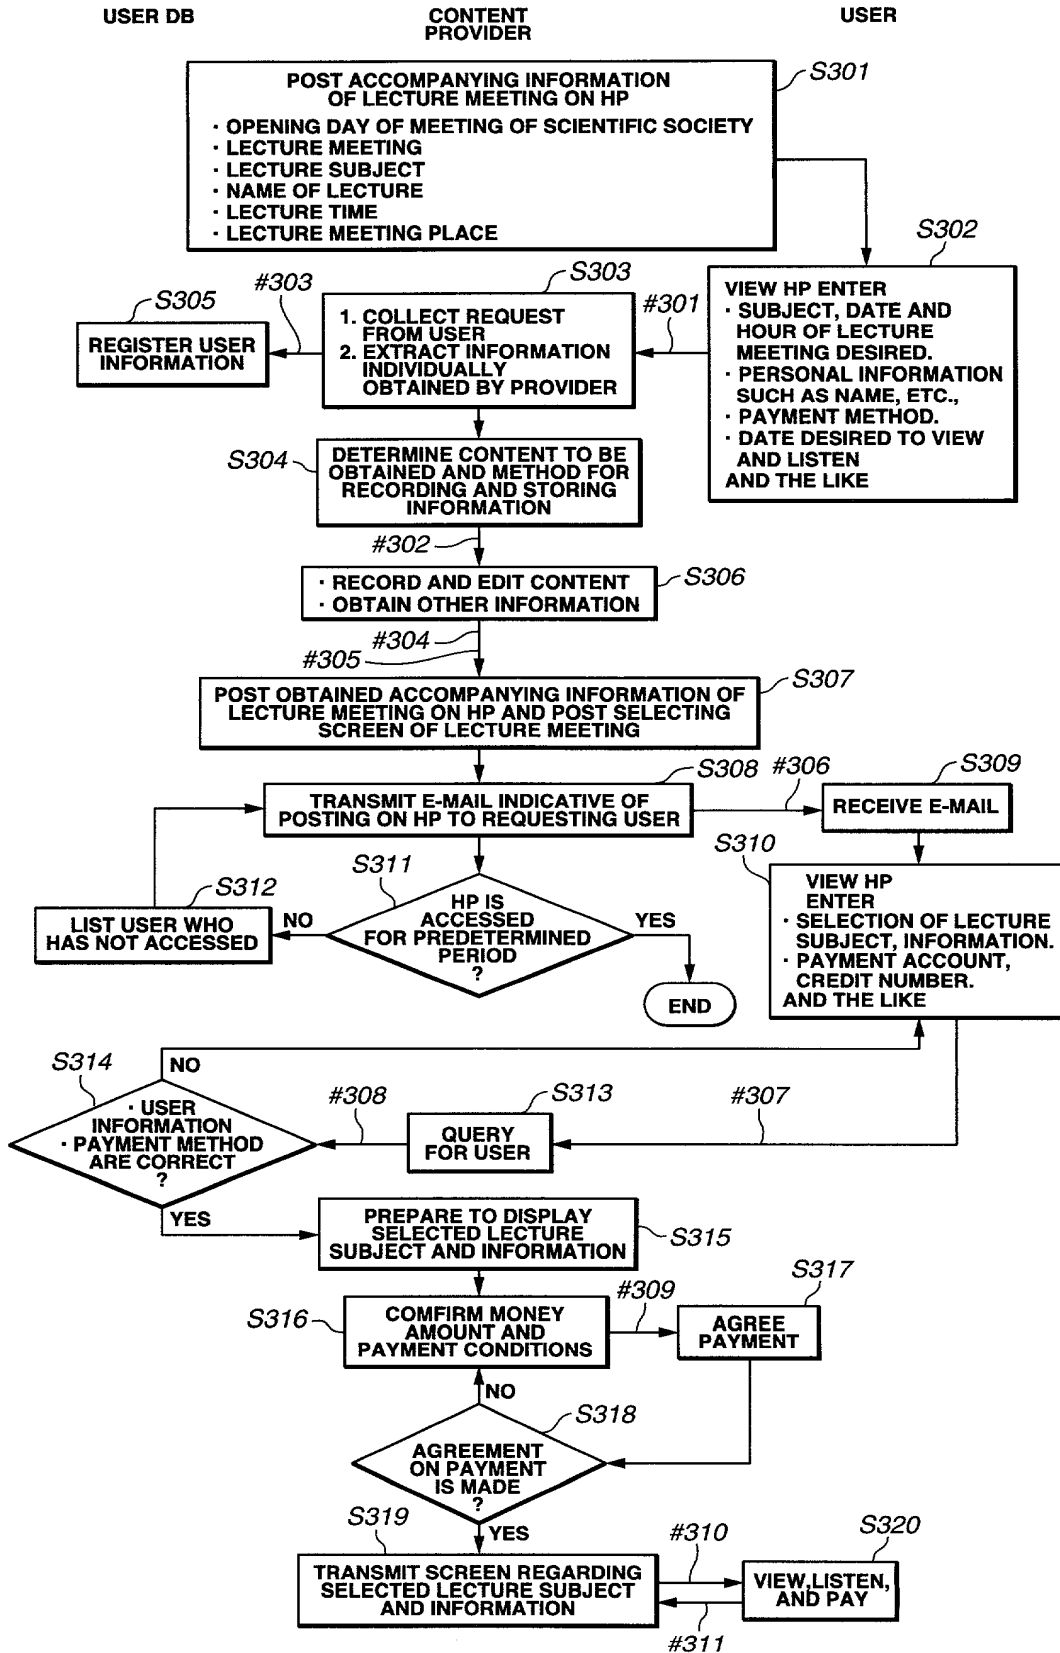 USER DB
CONTENT
PROVIDER
USER
S301
POST ACCOMPANYING INFORMATION
OF LECTURE MEETING ON HP
· OPENING DAY OF MEETING OF SCIENTIFIC SOCIETY
· LECTURE MEETING
· LECTURE SUBJECT
· NAME OF LECTURE
· LECTURE TIME
· LECTURE MEETING PLACE
S302
VIEW HP ENTER
· SUBJECT, DATE AND
HOUR OF LECTURE
MEETING DESIRED.
· PERSONAL INFORMATION
SUCH AS NAME, ETC.,
· PAYMENT METHOD.
· DATE DESIRED TO VIEW
AND LISTEN
AND THE LIKE
#301
S303
1. COLLECT REQUEST
FROM USER
2. EXTRACT INFORMATION
INDIVIDUALLY
OBTAINED BY PROVIDER
#303
S305
REGISTER USER
INFORMATION
S304
DETERMINE CONTENT TO BE
OBTAINED AND METHOD FOR
RECORDING AND STORING
INFORMATION
#302
S306
· RECORD AND EDIT CONTENT
· OBTAIN OTHER INFORMATION
#304
#305
S307
POST OBTAINED ACCOMPANYING INFORMATION OF
LECTURE MEETING ON HP AND POST SELECTING
SCREEN OF LECTURE MEETING
S308
TRANSMIT E-MAIL INDICATIVE OF
POSTING ON HP TO REQUESTING USER
#306
S309
RECEIVE E-MAIL
S310
VIEW HP
ENTER
· SELECTION OF LECTURE
SUBJECT, INFORMATION.
· PAYMENT ACCOUNT,
CREDIT NUMBER.
AND THE LIKE
S311
HP IS
ACCESSED
FOR PREDETERMINED
PERIOD
?
NO
YES
END
S312
LIST USER WHO
HAS NOT ACCESSED
#307
S313
QUERY
FOR USER
#308
S314
· USER
INFORMATION
· PAYMENT METHOD
ARE CORRECT
?
NO
YES
S315
PREPARE TO DISPLAY
SELECTED LECTURE
SUBJECT AND INFORMATION
S316
COMFIRM MONEY
AMOUNT AND
PAYMENT CONDITIONS
#309
S317
AGREE
PAYMENT
NO
S318
AGREEMENT
ON PAYMENT
IS MADE
?
YES
S319
TRANSMIT SCREEN REGARDING
SELECTED LECTURE SUBJECT
AND INFORMATION
#310
S320
VIEW, LISTEN,
AND PAY
#311